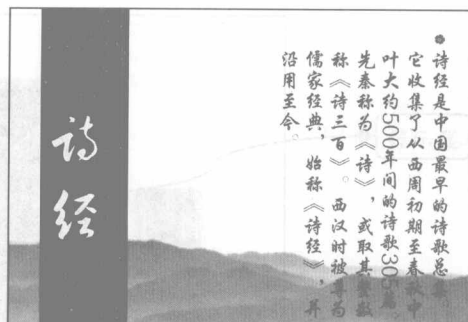 诗经是中国最早的诗歌总集
它收集了从西周初期至春秋中
叶大约500年间的诗歌305篇。
先秦称为《诗》，或取其整数
称《诗三百》。西汉时被尊为
儒家经典，始称《诗经》，并
沿用至今。
诗经